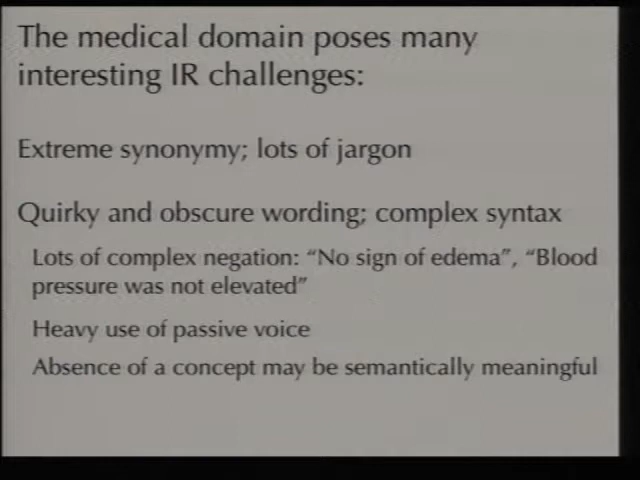 The medical domain poses many
interesting IR challenges:
Extreme synonymy; lots of jargon
Quirky and obscure wording; complex syntax
Lots of complex negation: “No sign of edema”, “Blood
pressure was not elevated”
Heavy use of passive voice
Absence of a concept may be semantically meaningful